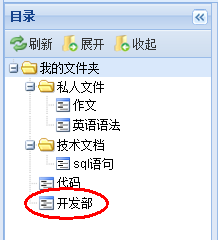 目录
刷新 展开 收起
我的文件夹
私人文件
作文
英语语法
技术文档
sql语句
代码
开发部